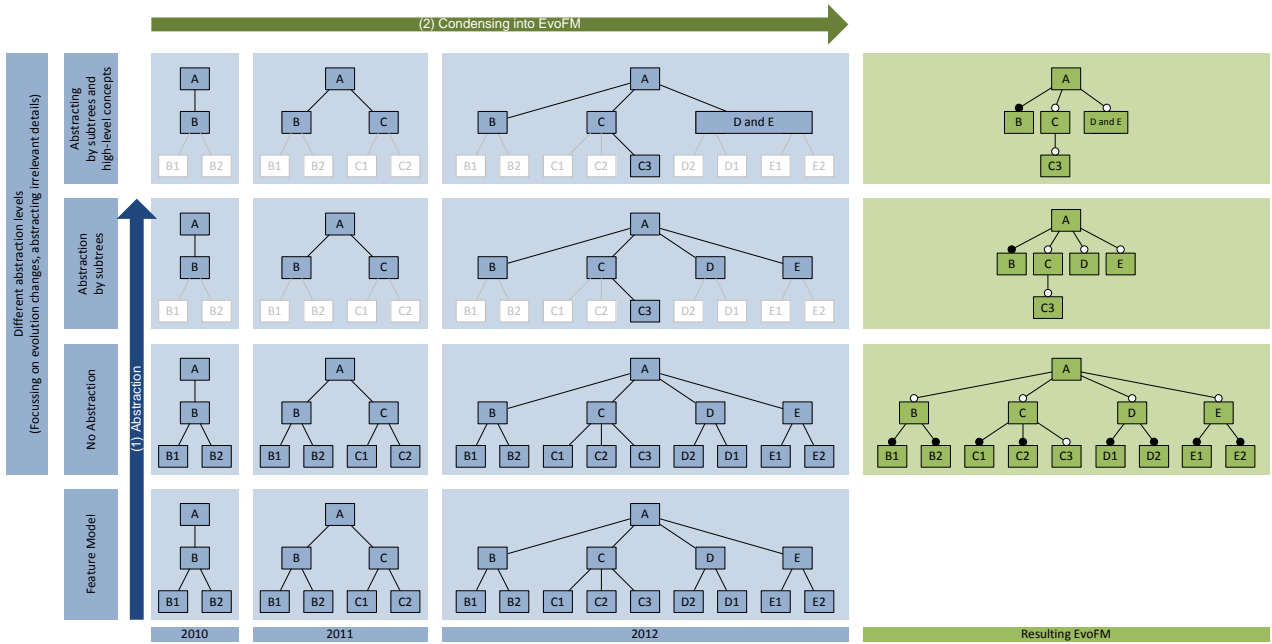 (2) Condensing into EvoFM
Different abstraction levels
(Focussing on evolution changes, abstracting irrelevant details)
(1) Abstraction
Abstracting
by subtrees and
high-level concepts
A
B
B1 B2
A
B C
B1 B2 C1 C2
A
B C D and E
B1 B2 C1 C2 C3 D2 D1 E1 E2
A
B C D and E
C3
Abstraction
by subtrees
A
B
B1 B2
A
B C
B1 B2 C1 C2
A
B C D E
B1 B2 C1 C2 C3 D2 D1 E1 E2
A
B C D E
C3
No Abstraction
A
B
B1 B2
A
B C
B1 B2 C1 C2
A
B C D E
B1 B2 C1 C2 C3 D2 D1 E1 E2
A
B C D E
B1 B2 C1 C2 C3 D1 D2 E1 E2
Feature Model
A
B
B1 B2
A
B C
B1 B2 C1 C2
A
B C D E
B1 B2 C1 C2 C3 D2 D1 E1 E2
2010 2011 2012 Resulting EvoFM